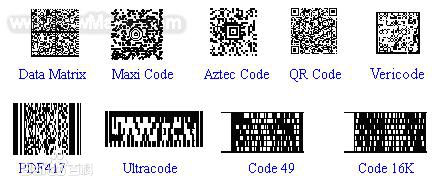 Data Matrix
Maxi Code
Aztec Code
QR Code
Vericode
PDF417
Ultracode
Code 49
Code 16K